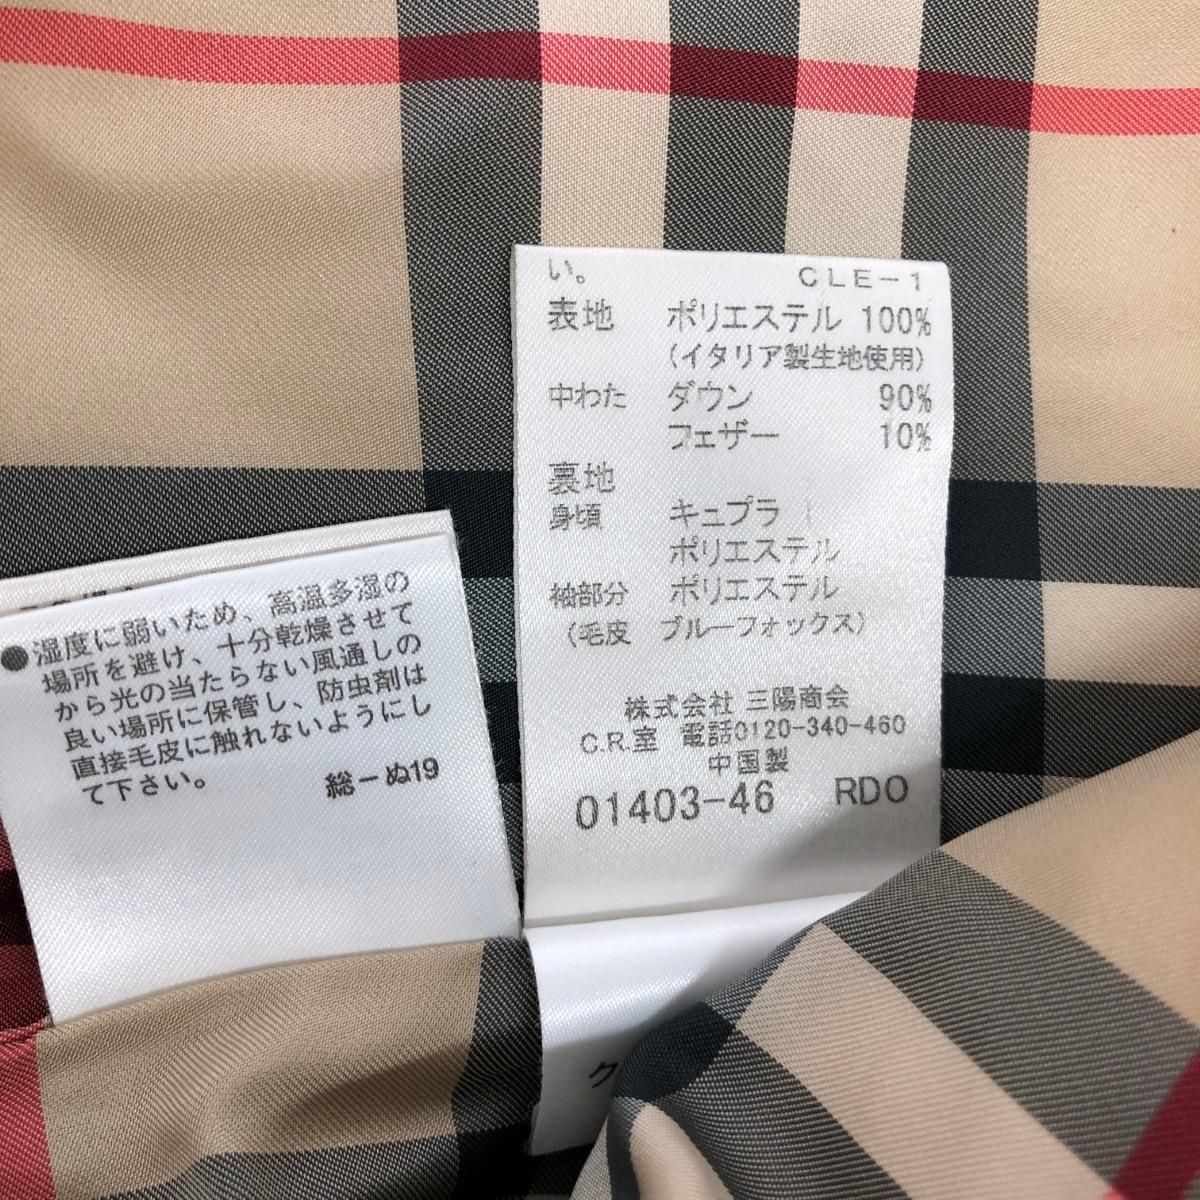 ●湿度に弱いため、高温多湿の
場所を避け、十分乾燥させて
から光の当たらない風通しの
良い場所に保管し、防虫剤は
直接毛皮に触れないようにし
て下さい。
総ーぬ19
い。 CLE-1
表地 ポリエステル 100%
(イタリア製生地使用)
中わた ダウン 90%
フェザー 10%
裏地
身頃 キュプラ
ポリエステル
袖部分 ポリエステル
(毛皮 ブルーフォックス)
株式会社 三陽商会
C.R.室 電話0120-340-460
中国製
01403-46 RDO
ク